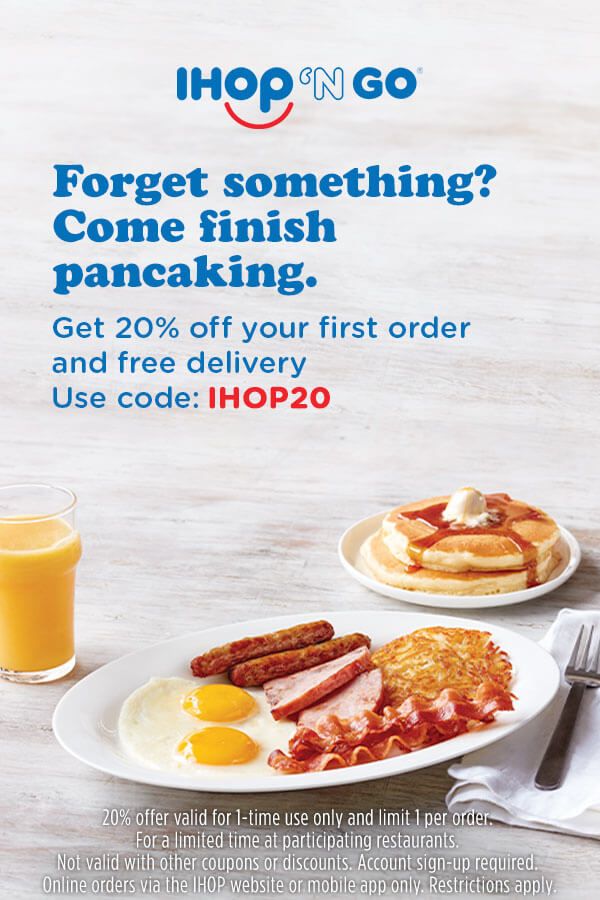 IHOP 'N GO®
Forget something?
Come finish
pancaking.
Get 20% off your first order
and free delivery
Use code: IHOP20
20% offer valid for 1-time use only and limit 1 per order.
For a limited time at participating restaurants.
Not valid with other coupons or discounts. Account sign-up required.
Online orders via the IHOP website or mobile app only. Restrictions apply.